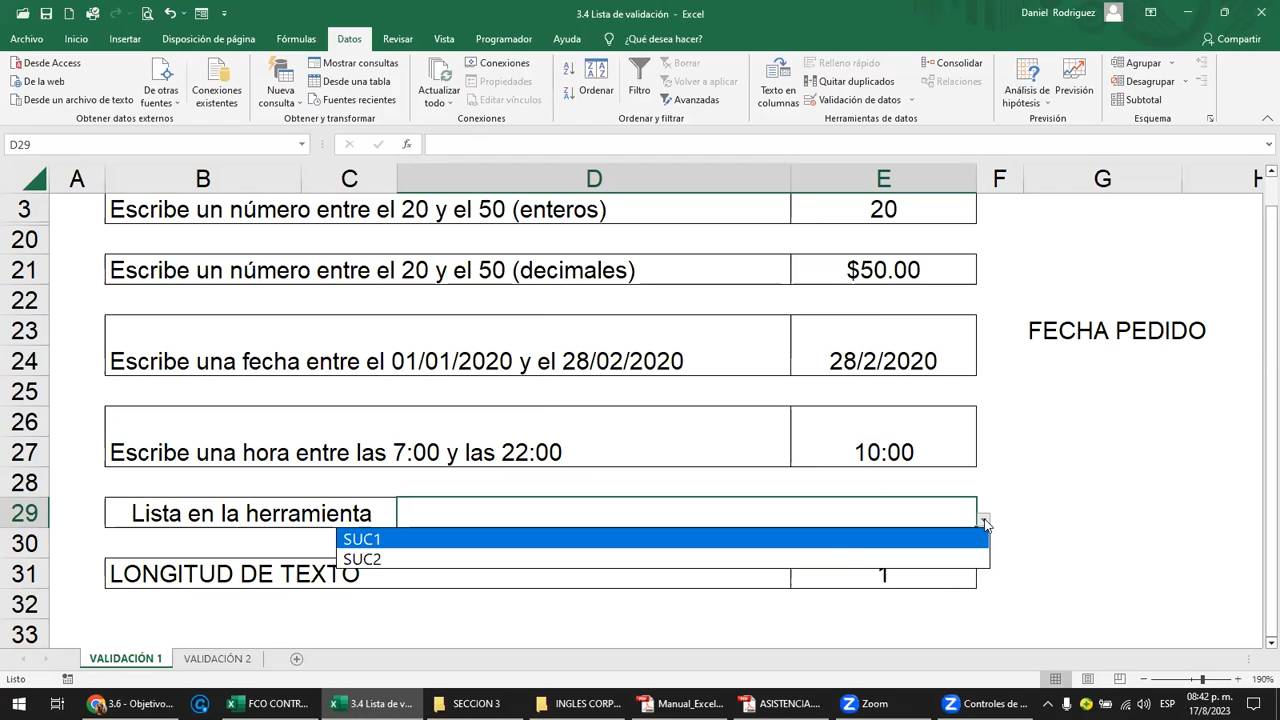 3.4 Lista de validación - Excel
Daniel Rodriguez
Archivo Inicio Insertar Disposición de página Fórmulas Datos Revisar Vista Programador Ayuda ¿Qué desea hacer? Compartir
Desde Access
De la web
Desde un archivo de texto
De otras fuentes
Conexiones existentes
Obtener datos externos
Nueva consulta
Mostrar consultas
Desde una tabla
Fuentes recientes
Obtener y transformar
Actualizar todo
Conexiones
Propiedades
Editar vínculos
Conexiones
Ordenar
Filtro
Borrar
Volver a aplicar
Avanzadas
Ordenar y filtrar
Texto en columnas
Relleno rápido
Quitar duplicados
Validación de datos
Consolidar
Relaciones
Herramientas de datos
Análisis de hipótesis
Previsión
Previsión
Agrupar
Desagrupar
Subtotal
Esquema
D29
fx
A B C D E F G H
3 Escribe un número entre el 20 y el 50 (enteros) 20
20
21 Escribe un número entre el 20 y el 50 (decimales) $50.00
22
23 FECHA PEDIDO
24 Escribe una fecha entre el 01/01/2020 y el 28/02/2020 28/2/2020
25
26
27 Escribe una hora entre las 7:00 y las 22:00 10:00
28
29 Lista en la herramienta
SUC1
30
SUC2
31 LONGITUD DE TEXTO 1
32
33
VALIDACIÓN 1 VALIDACIÓN 2
Listo
190%
3.6 - Objetivo... FCO CONTR... 3.4 Lista de v... SECCION 3 INGLES CORP... Manual_Exce... ASISTENCIA.... Zoom Controles de ... ESP 08:42 p. m.
17/8/2023